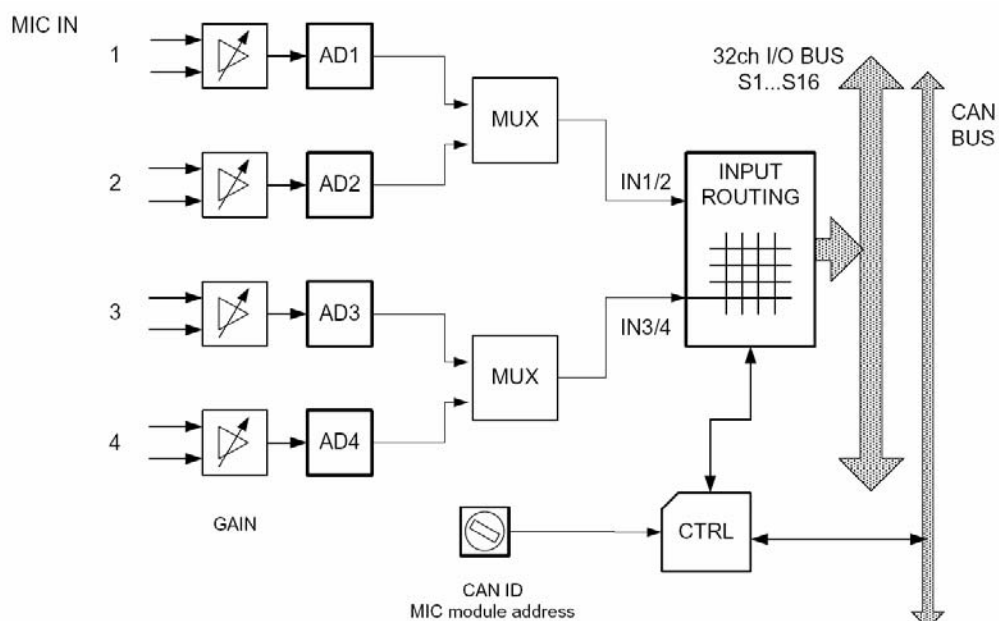 MIC IN
1
AD1
MUX
2
AD2
IN1/2
3
AD3
MUX
IN3/4
4
AD4
GAIN
INPUT
ROUTING
32ch I/O BUS
S1...S16
CAN
BUS
CTRL
CAN ID
MIC module address